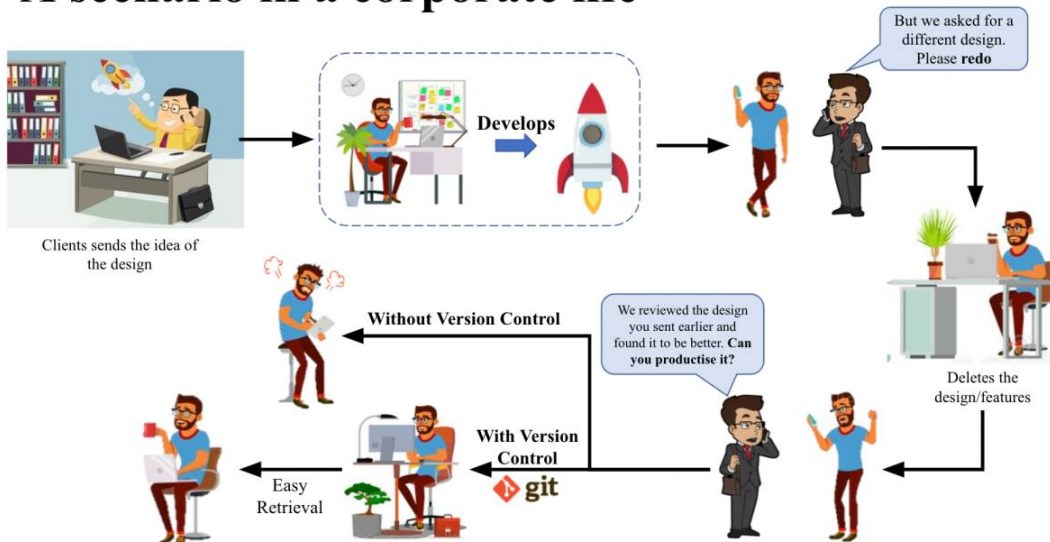 A scenario in a corporate life
But we asked for a
different design.
Please redo
Develops
Clients sends the idea of
the design
Without Version Control
We reviewed the design
you sent earlier and
found it to be better. Can
you productise it?
Deletes the
design/features
With Version
Control
git
Easy
Retrieval